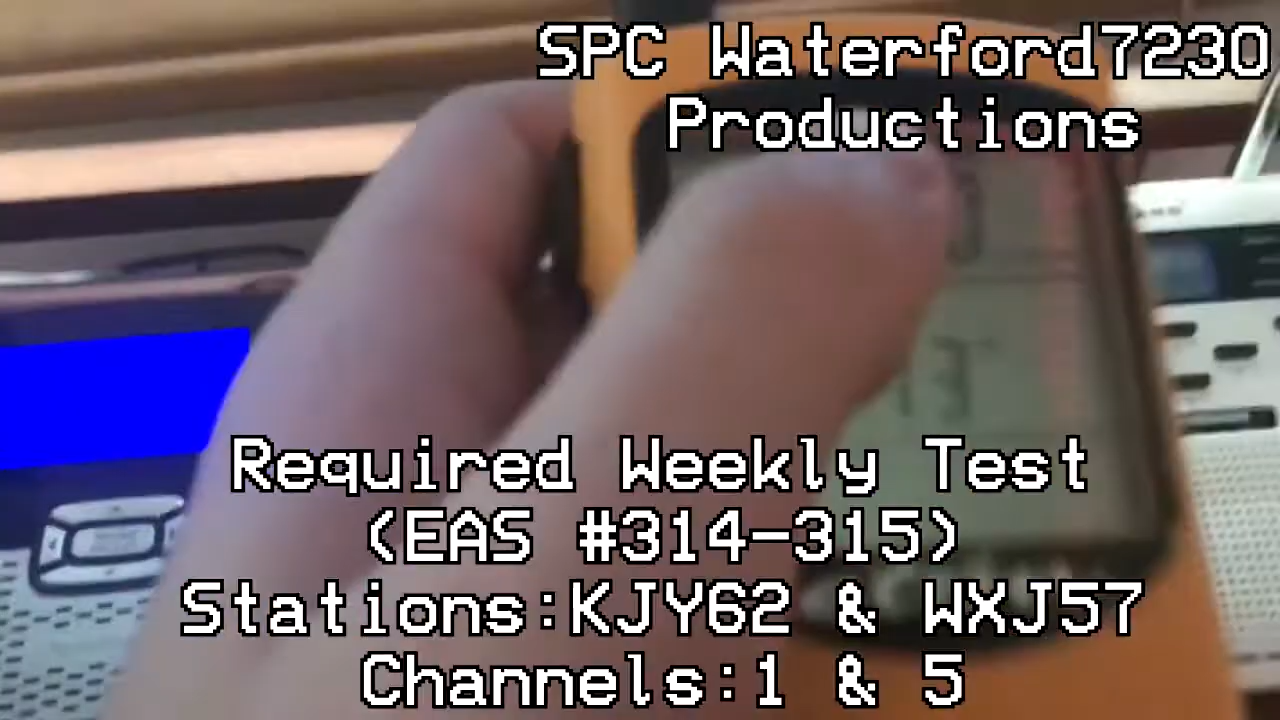 SPC Waterford7230
Productions
Required Weekly Test
(EAS #314-315)
Stations:KJY62 & WXJ57
Channels:1 & 5